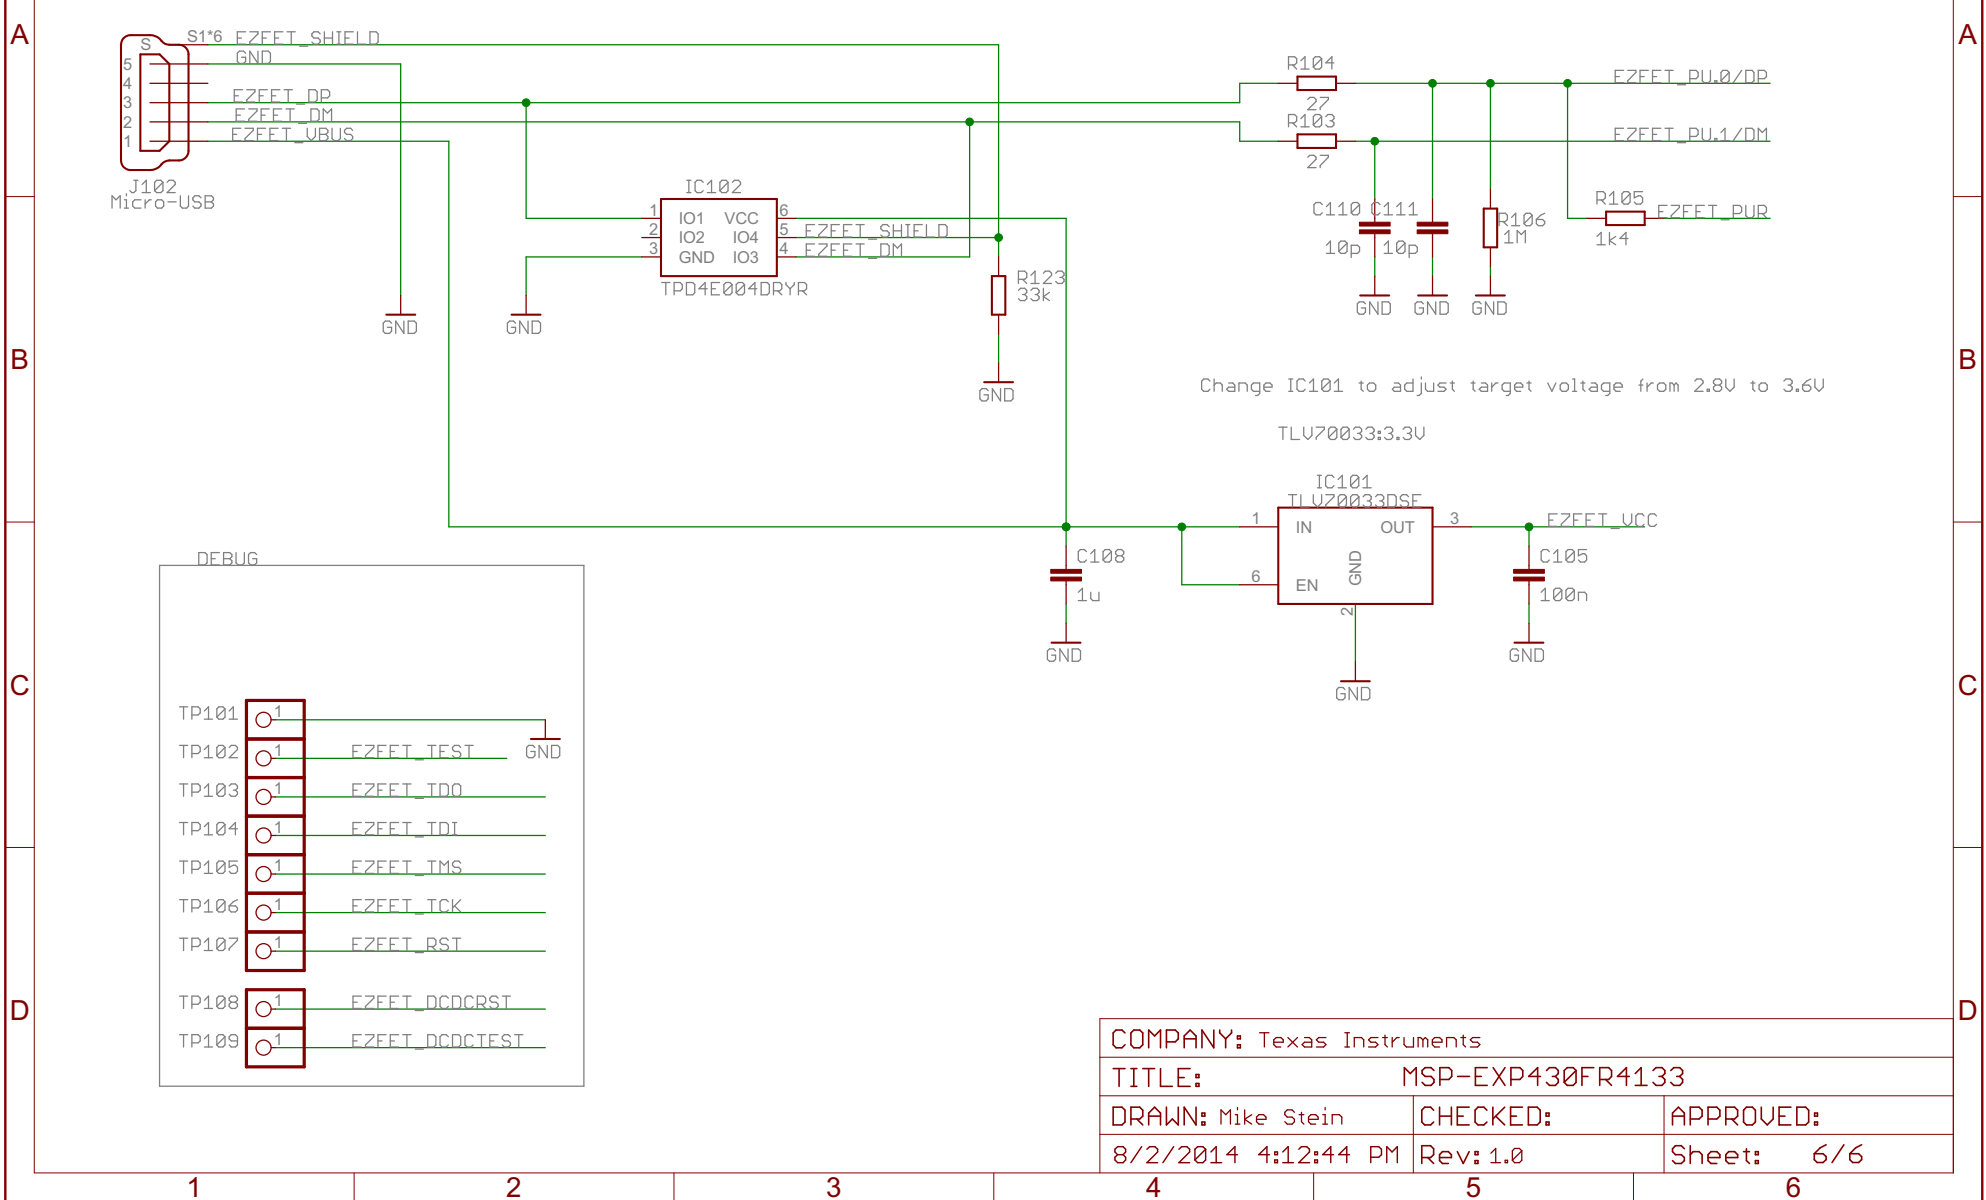 A
A
S1*6 EZFET_SHIELD
S
GND
5
4
EZFET_DP
3
EZFET_DM
2
EZFET_VBUS
1
J102
Micro-USB
R104
27
EZFET_PU.0/DP
R103
27
EZFET_PU.1/DM
IC102
1 IO1 VCC 6
2 IO2 IO4 5 EZFET_SHIELD
3 GND IO3 4 EZFET_DM
TPD4E004DRYR
C110 C111
10p 10p
R106
1M
R105
1k4
EZFET_PUR
R123
33k
GND
GND
GND
GND
GND
GND
B
B
Change IC101 to adjust target voltage from 2.8V to 3.6V
TLV70033:3.3V
IC101
TLV70033DSE
1 IN OUT 3
6 EN GND
2
EZFET_VCC
C108
1u
C105
100n
GND
GND
GND
C
C
DEBUG
TP101 1
GND
TP102 1 EZFET_TEST
TP103 1 EZFET_TDO
TP104 1 EZFET_TDI
TP105 1 EZFET_TMS
TP106 1 EZFET_TCK
TP107 1 EZFET_RST
TP108 1 EZFET_DCDCRST
TP109 1 EZFET_DCDCTEST
D
D
COMPANY: Texas Instruments
TITLE: MSP-EXP430FR4133
DRAWN: Mike Stein CHECKED: APPROVED:
8/2/2014 4:12:44 PM Rev: 1.0 Sheet: 6/6
1 2 3 4 5 6